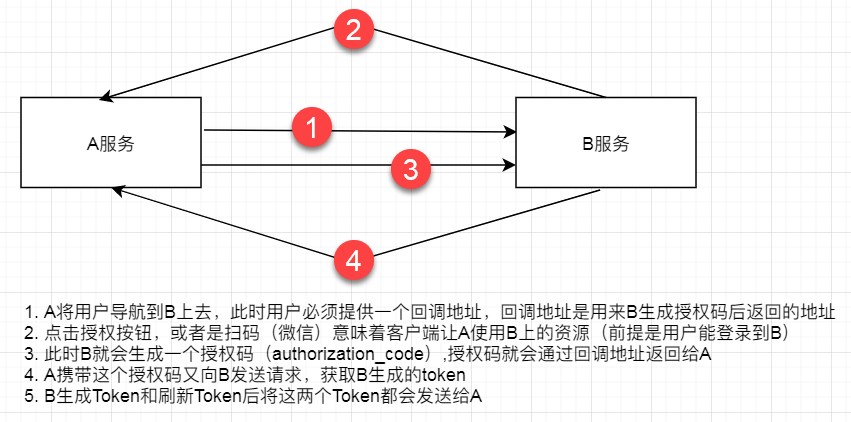 2
A服务
1
B服务
3
4
1. A将用户导航到B上去，此时用户必须提供一个回调地址，回调地址是用来B生成授权码后返回的地址
2. 点击授权按钮，或者是扫码（微信）意味着客户端让A使用B上的资源（前提是用户能登录到B）
3. 此时B就会生成一个授权码（authorization_code）,授权码就会通过回调地址返回给A
4. A携带这个授权码又向B发送请求，获取B生成的token
5. B生成Token和刷新Token后将这两个Token都会发送给A